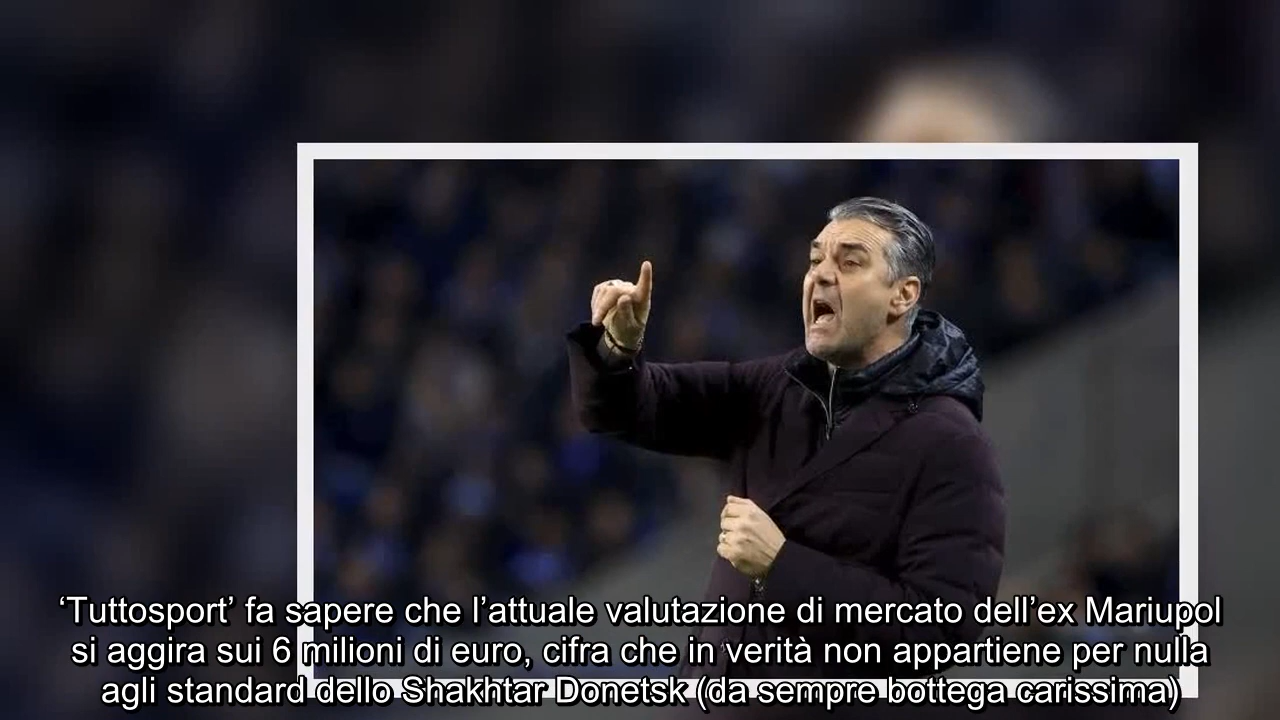 ‘Tuttosport’ fa sapere che l’attuale valutazione di mercato dell’ex Mariupol
si aggira sui 6 milioni di euro, cifra che in verità non appartiene per nulla
agli standard dello Shakhtar Donetsk (da sempre bottega carissima)